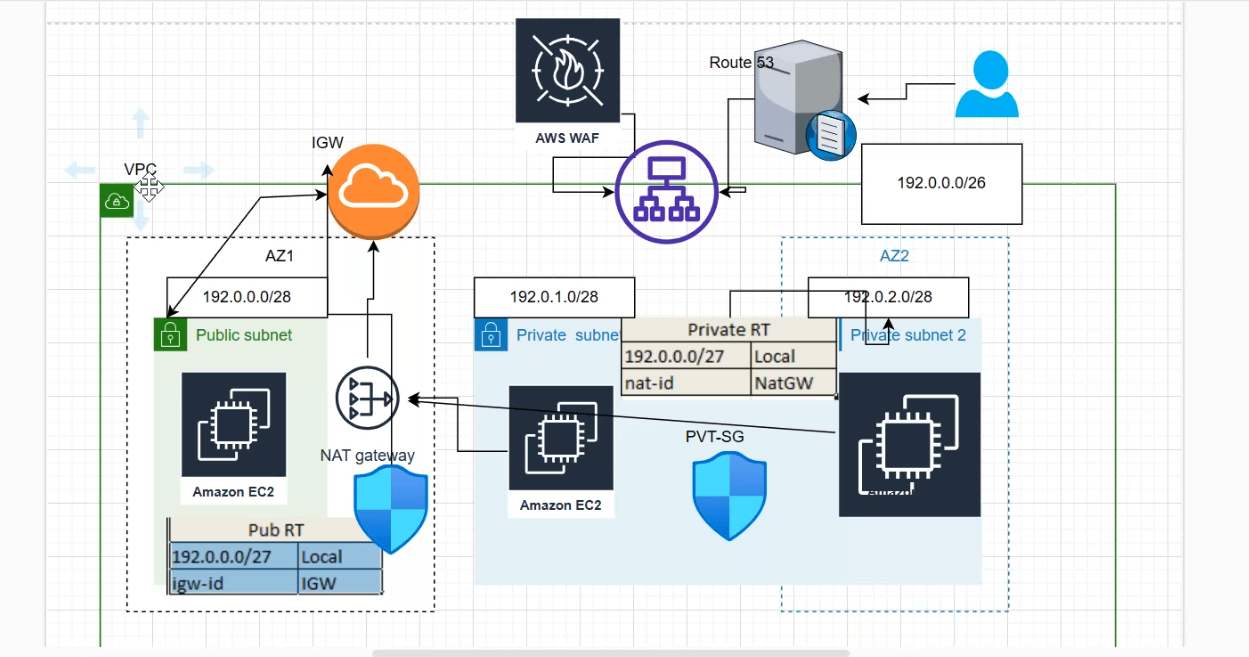 Route 53
AWS WAF
IGW
VPC
192.0.0.0/26
AZ1
AZ2
192.0.0.0/28
192.0.1.0/28
192.0.2.0/28
Public subnet
Private subne
Private RT
192.0.0.0/27 Local
nat-id NatGW
Private subnet 2
PVT-SG
NAT gateway
Amazon EC2
Amazon EC2
Amazon
Pub RT
192.0.0.0/27 Local
igw-id IGW